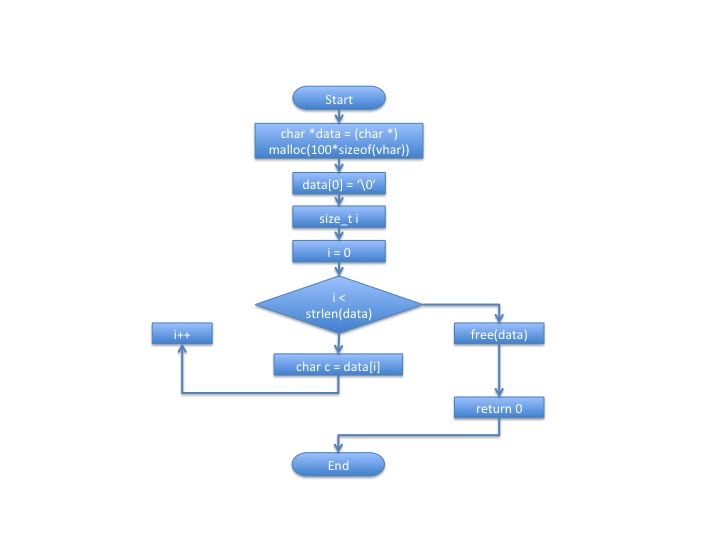 Start
char *data = (char *)
malloc(100*sizeof(vhar))
data[0] = ‘\0’
size_t i
i = 0
i <
strlen(data)
i++
free(data)
char c = data[i]
return 0
End